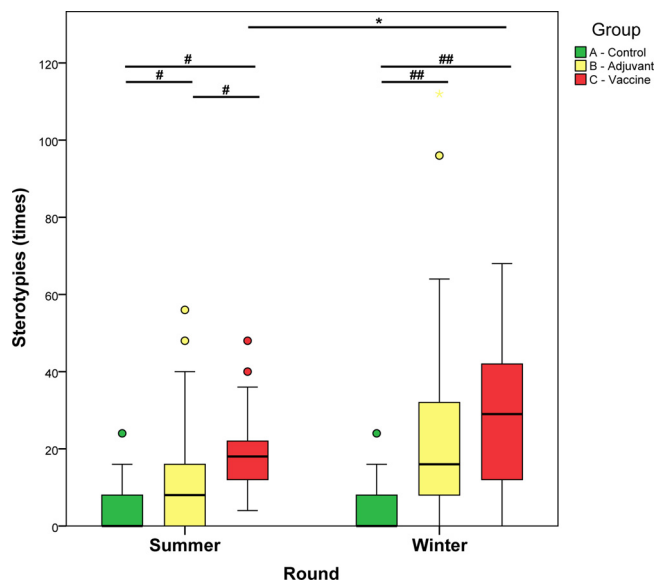 Group
A - Control
B - Adjuvant
C - Vaccine
*
# ##
# ##
#
120
100
80
60
40
20
0
Sterotypies (times)
Summer Winter
Round